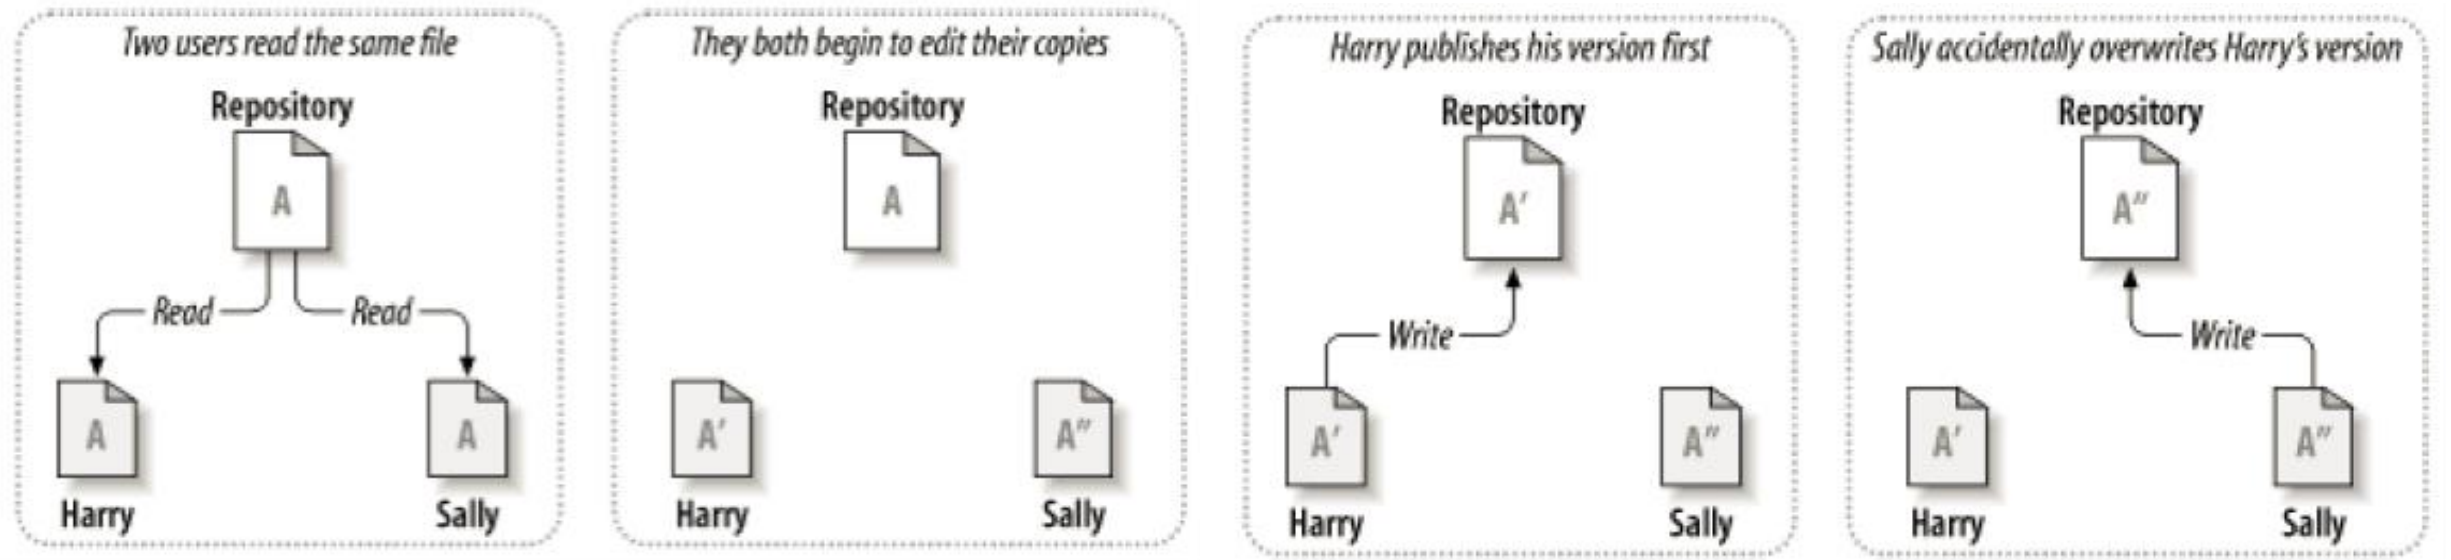 Two users read the same file
Repository
A
Read
Read
A
A
Harry
Sally
They both begin to edit their copies
Repository
A
A′
A″
Harry
Sally
Harry publishes his version first
Repository
A′
Write
A′
A″
Harry
Sally
Sally accidentally overwrites Harry's version
Repository
A″
Write
A′
A″
Harry
Sally